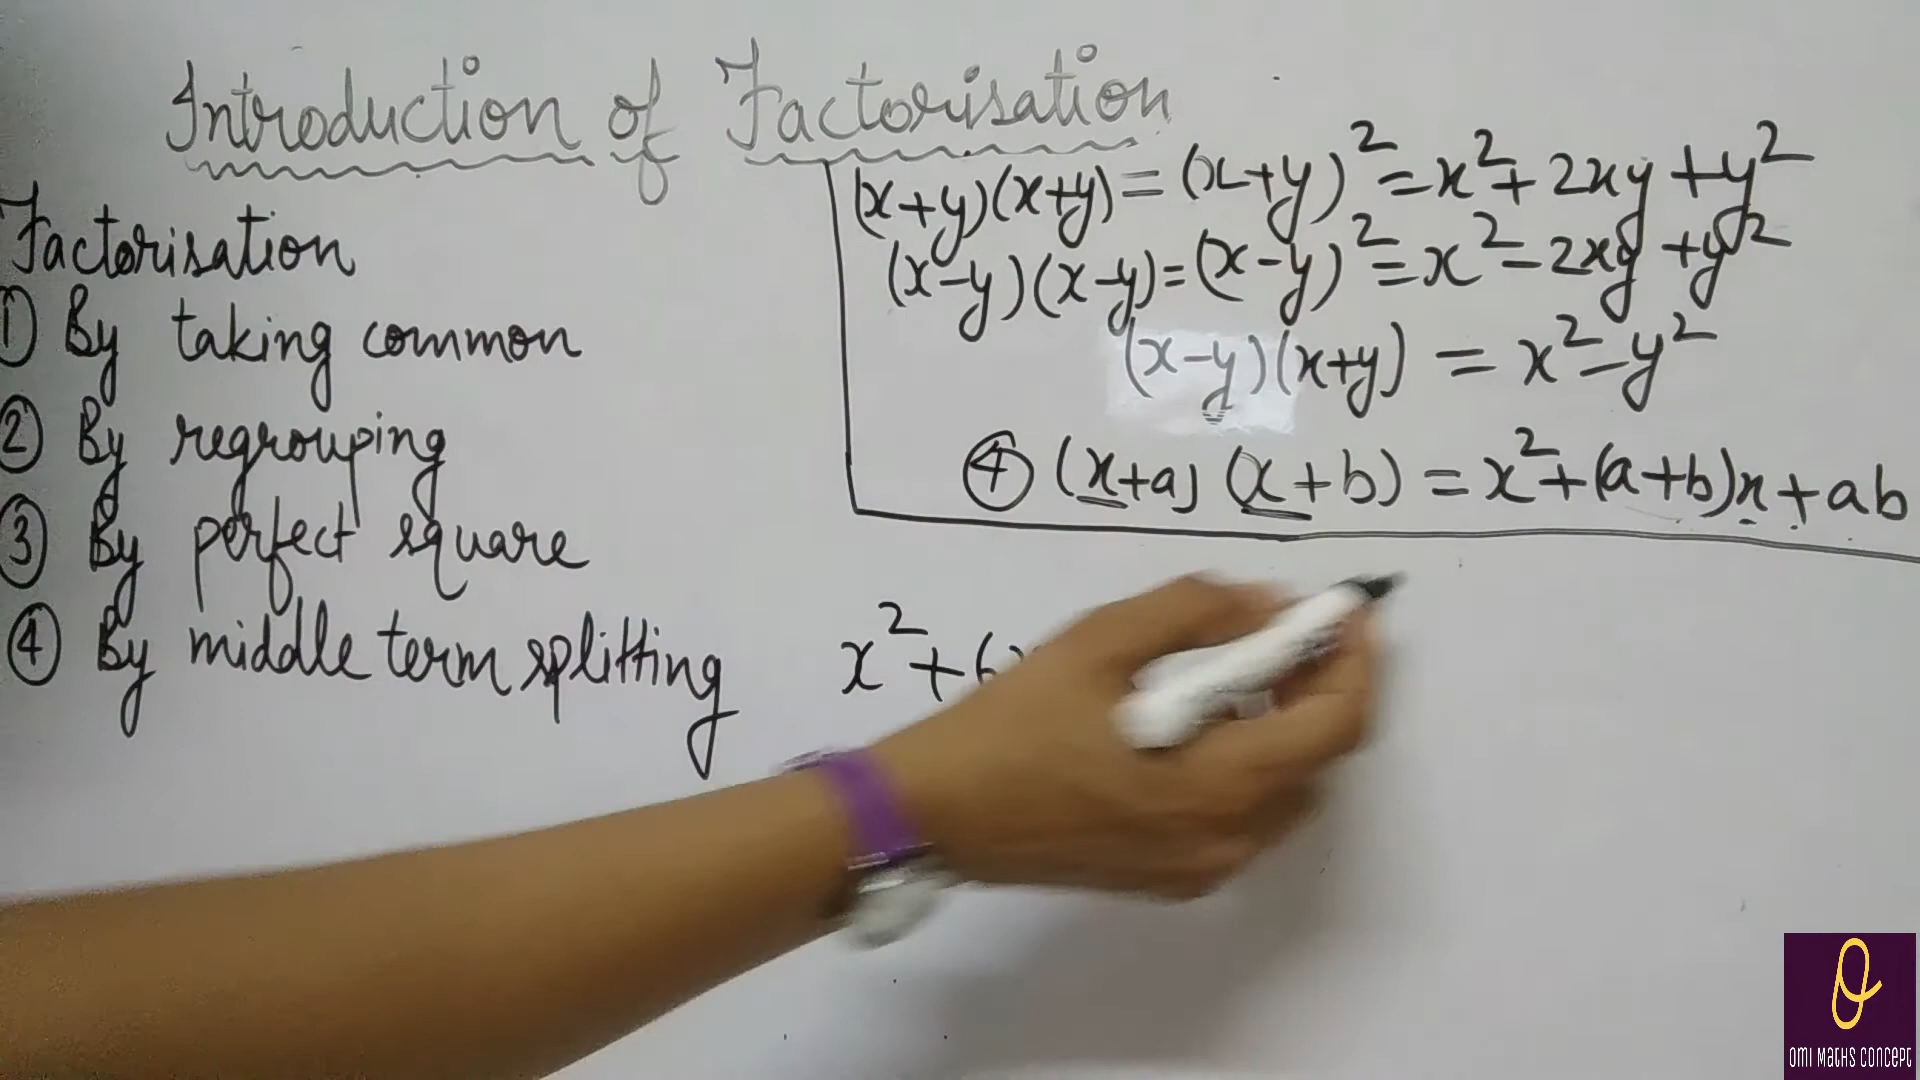 Introduction of Factorisation
Factorisation
① By taking common
② By regrouping
③ By perfect square
④ By middle term splitting
(x+y)(x+y) = (x+y)² = x² + 2xy + y²
(x-y)(x-y) = (x-y)² = x² - 2xy + y²
(x-y)(x+y) = x² - y²
④ (x+a) (x+b) = x² + (a+b)x + ab
x² + 6x
OMI MATHS CONCEPT